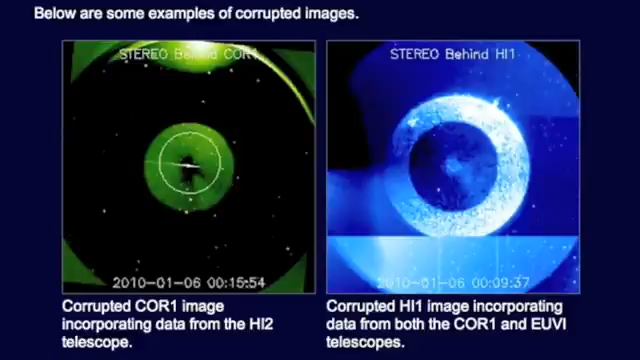 Below are some examples of corrupted images.
STEREO Behind COR1
STEREO Behind HI1
2010-01-06 00:15:54
2010-01-06 00:09:37
Corrupted COR1 image
incorporating data from the HI2
telescope.
Corrupted HI1 image incorporating
data from both the COR1 and EUVI
telescopes.